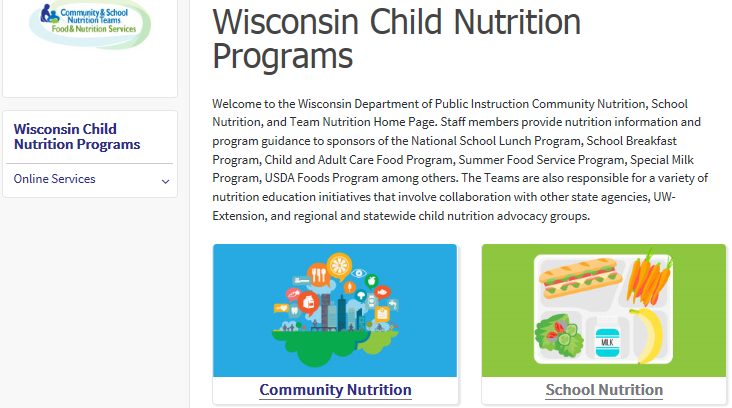 Community & School
Nutrition Teams
Food & Nutrition Services
Wisconsin Child
Nutrition Programs
Online Services
Wisconsin Child Nutrition
Programs
Welcome to the Wisconsin Department of Public Instruction Community Nutrition, School
Nutrition, and Team Nutrition Home Page. Staff members provide nutrition information and
program guidance to sponsors of the National School Lunch Program, School Breakfast
Program, Child and Adult Care Food Program, Summer Food Service Program, Special Milk
Program, USDA Foods Program among others. The Teams are also responsible for a variety of
nutrition education initiatives that involve collaboration with other state agencies, UW-
Extension, and regional and statewide child nutrition advocacy groups.
MILK
Community Nutrition
School Nutrition